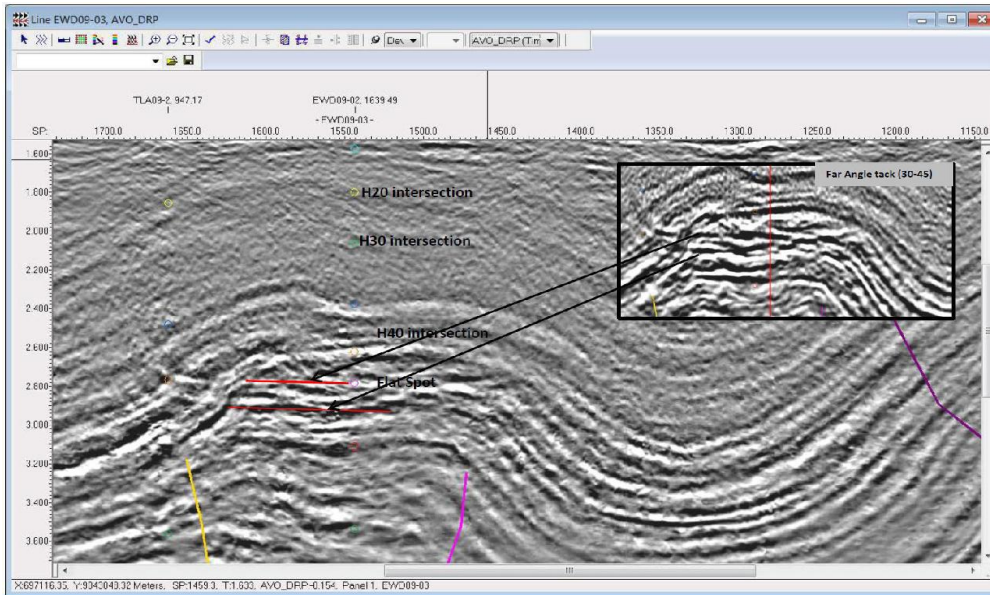 Line EWD09-03, AVO_DRP
Dev
AVO_DRP (Tim
TLA09-2, 947.17
EWD09-02, 1639.49
- EWD09-03 -
SP: 1700.0 1650.0 1600.0 1550.0 1500.0 1450.0 1400.0 1350.0 1300.0 1250.0 1200.0 1150.0
1.600
1.800
2.000
2.200
2.400
2.600
2.800
3.000
3.200
3.400
3.600
Far Angle tack (30-45)
H20 intersection
H30 intersection
H40 intersection
Flat Spot
X:697116.35, Y:9343043.32 Meters, SP:1459.3, T:1.633, AVO_DRP:-0.154, Panel 1, EWD09-03